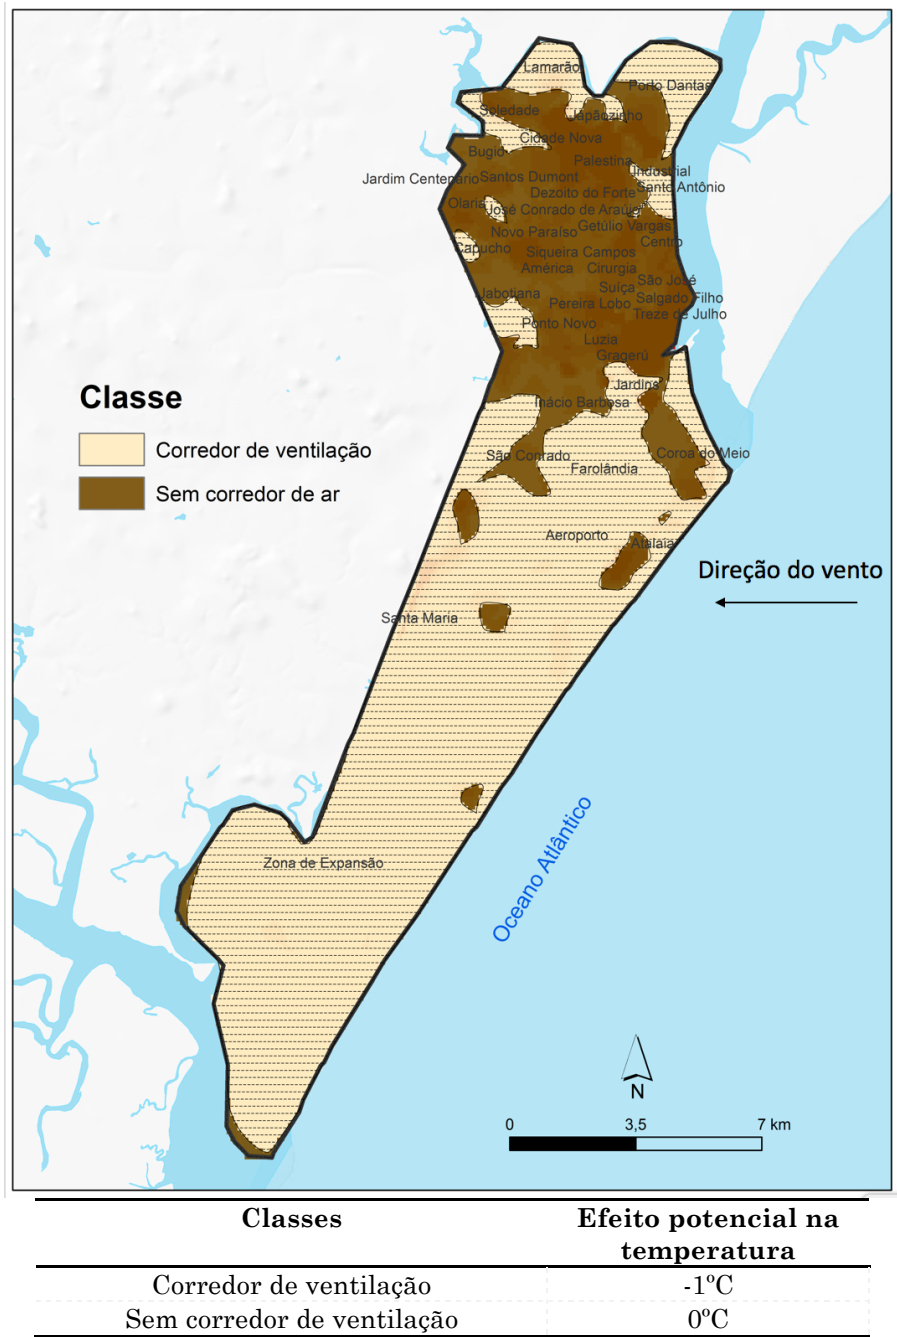 Lamarão
Porto Dantas
Soledade
Japãozinho
Cidade Nova
Bugio
Palestina
Industrial
Jardim Centenário
Santos Dumont
Santo Antônio
Dezoito do Forte
Olaria
José Conrado de Araújo
Getúlio Vargas
Novo Paraíso
Centro
Capucho
Siqueira Campos
América
Cirurgia
São José
Suíça
Jabotiana
Salgado Filho
Pereira Lobo
Treze de Julho
Ponto Novo
Luzia
Grageru
Jardins
Classe
Inácio Barbosa
Corredor de ventilação
São Conrado
Coroa do Meio
Farolândia
Sem corredor de ar
Aeroporto
Atalaia
Direção do vento
Santa Maria
Oceano Atlântico
Zona de Expansão
N
0 3,5 7 km
Classes Efeito potencial na
temperatura
Corredor de ventilação -1ºC
Sem corredor de ventilação 0ºC